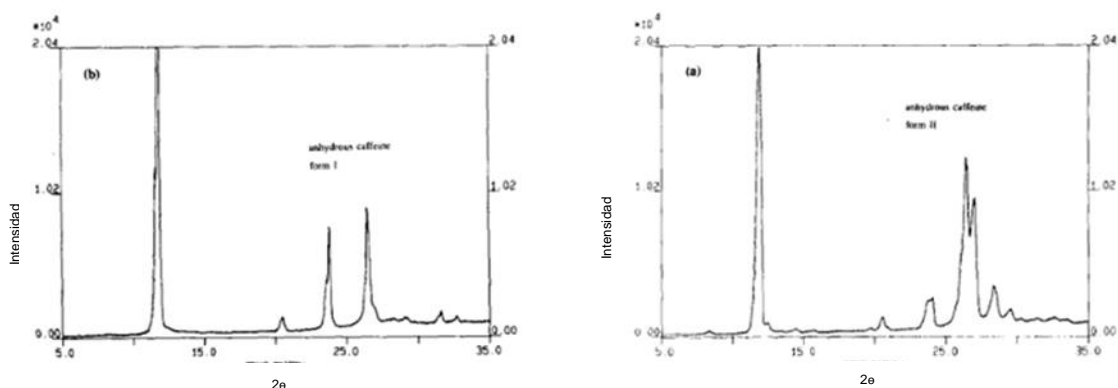 *10⁴
2.04
2.04
(b)
anhydrous caffeine
form I
1.02
1.02
Intensidad
0.00
0.00
5.0
15.0
25.0
35.0
2ө
*10⁴
2.04
2.04
(a)
anhydrous caffeine
form II
1.02
1.02
Intensidad
0.00
0.00
5.0
15.0
25.0
35.0
2ө